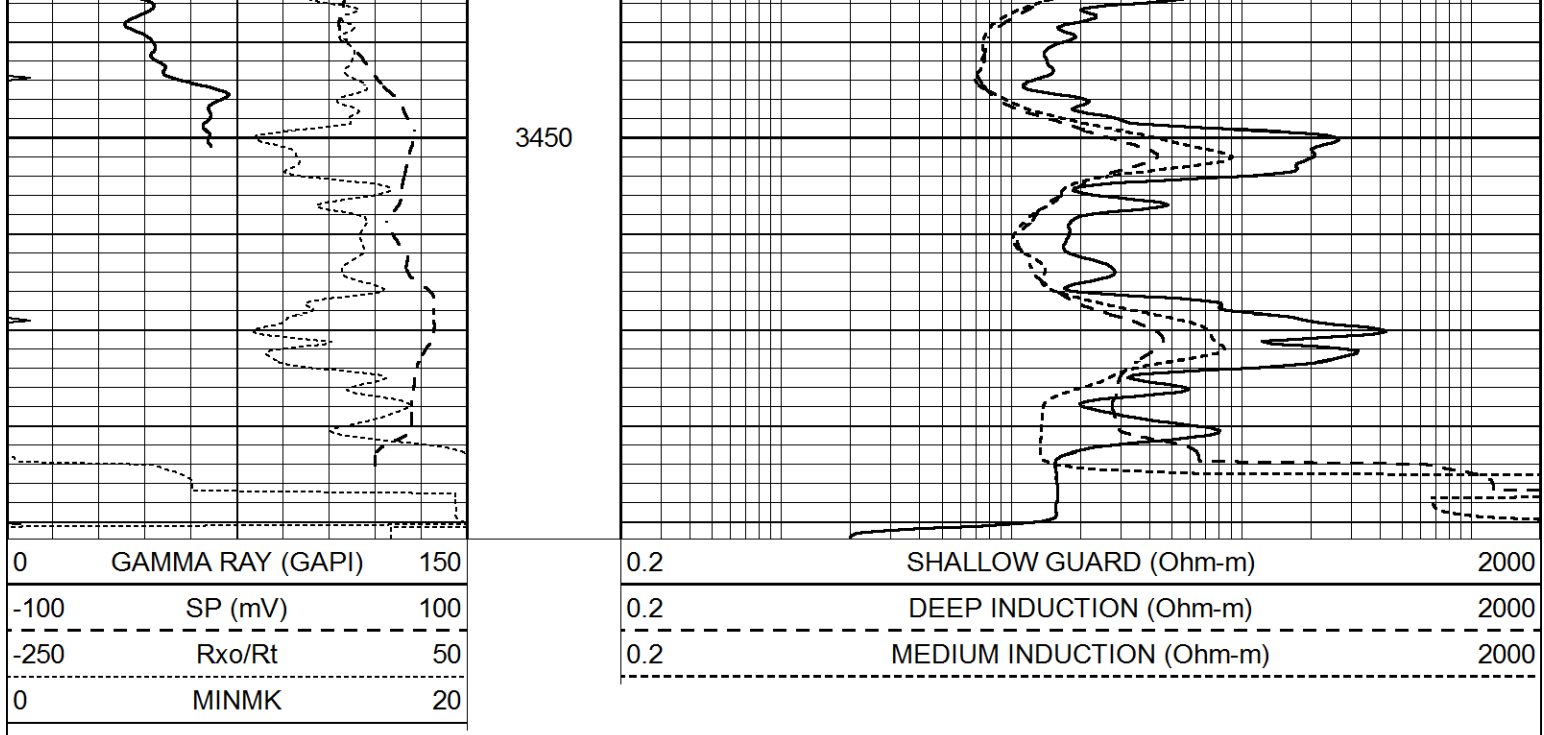 3450
0 GAMMA RAY (GAPI) 150
0.2 SHALLOW GUARD (Ohm-m) 2000
-100 SP (mV) 100
0.2 DEEP INDUCTION (Ohm-m) 2000
-250 Rxo/Rt 50
0.2 MEDIUM INDUCTION (Ohm-m) 2000
0 MINMK 20